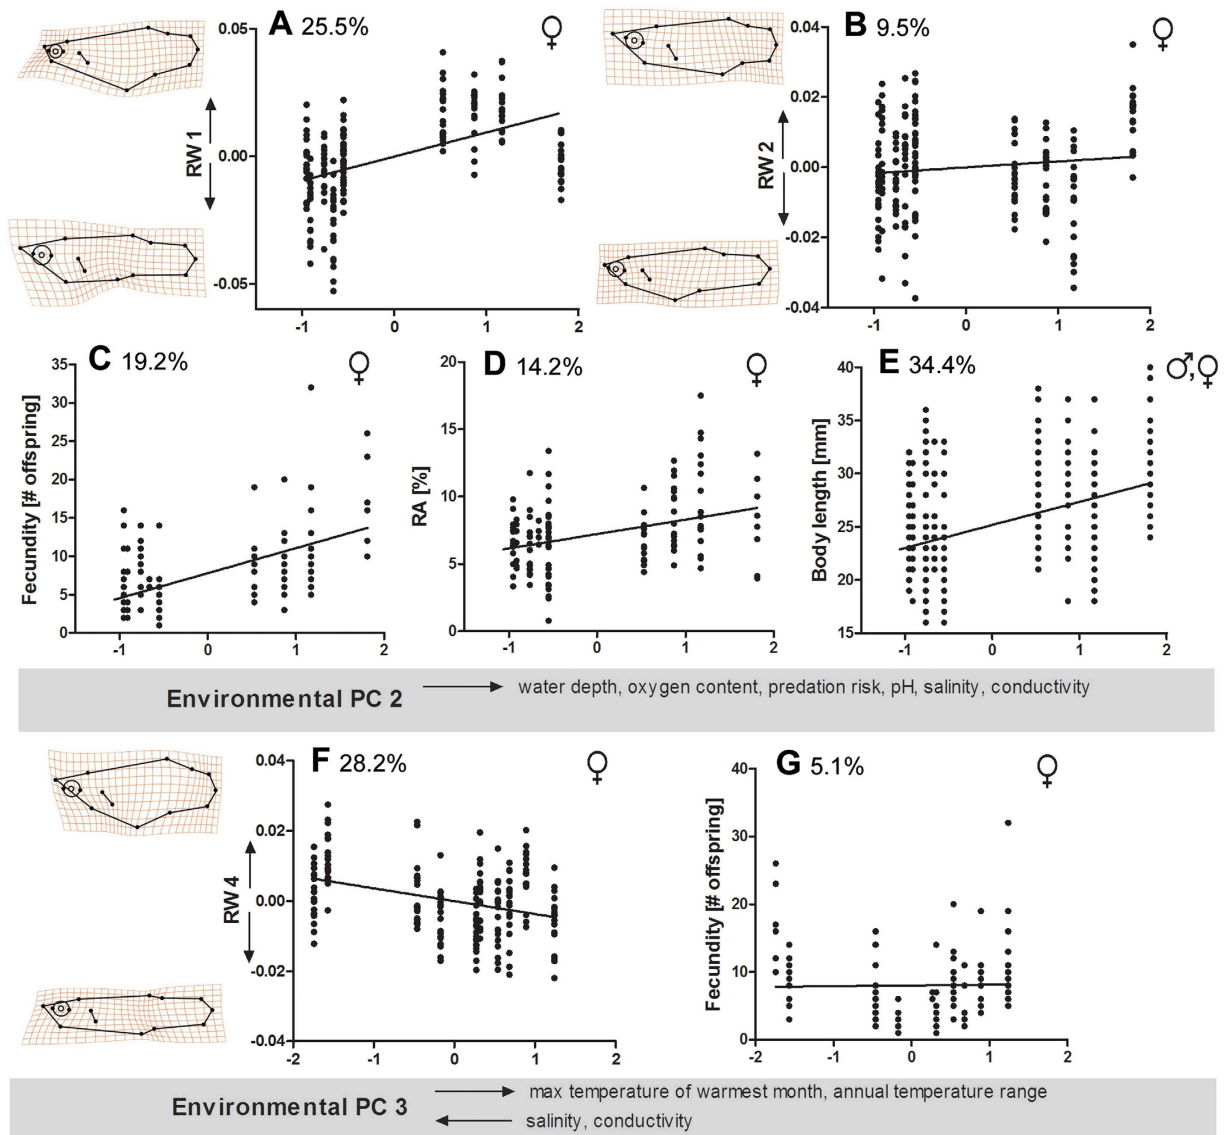 A 25.5%
♀
0.05
0.00
-0.05
RW 1
-1 0 1 2
B 9.5%
♀
0.04
0.02
0.00
-0.02
-0.04
RW 2
-1 0 1 2
C 19.2%
♀
35
30
25
20
15
10
5
0
Fecundity [# offspring]
-1 0 1 2
D 14.2%
♀
20
15
10
5
0
RA [%]
-1 0 1 2
E 34.4%
♂,♀
40
35
30
25
20
15
Body length [mm]
-1 0 1 2
Environmental PC 2 → water depth, oxygen content, predation risk, pH, salinity, conductivity
F 28.2%
♀
0.04
0.02
0.00
-0.02
-0.04
RW 4
-2 -1 0 1 2
G 5.1%
♀
40
30
20
10
0
Fecundity [# offspring]
-2 -1 0 1 2
Environmental PC 3 → max temperature of warmest month, annual temperature range
← salinity, conductivity